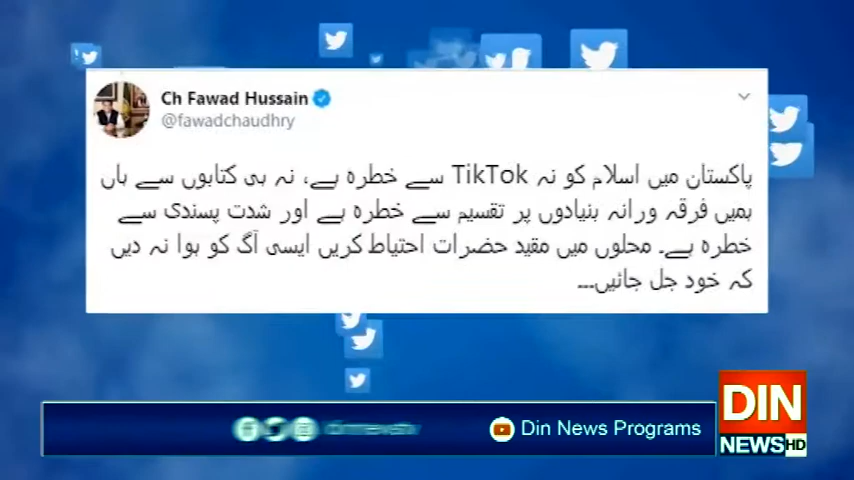 Ch Fawad Hussain
@fawadchaudhry
پاکستان میں اسلام کو نہ TikTok سے خطرہ ہے، نہ ہی کتابوں سے ہاں
ہمیں فرقہ ورانہ بنیادوں پر تقسیم سے خطرہ ہے اور شدت پسندی سے
خطرہ ہے۔ محلوں میں مقید حضرات احتیاط کریں ایسی آگ کو ہوا نہ دیں
کہ خود جل جائیں۔۔۔
Din News Programs
DIN
NEWS HD